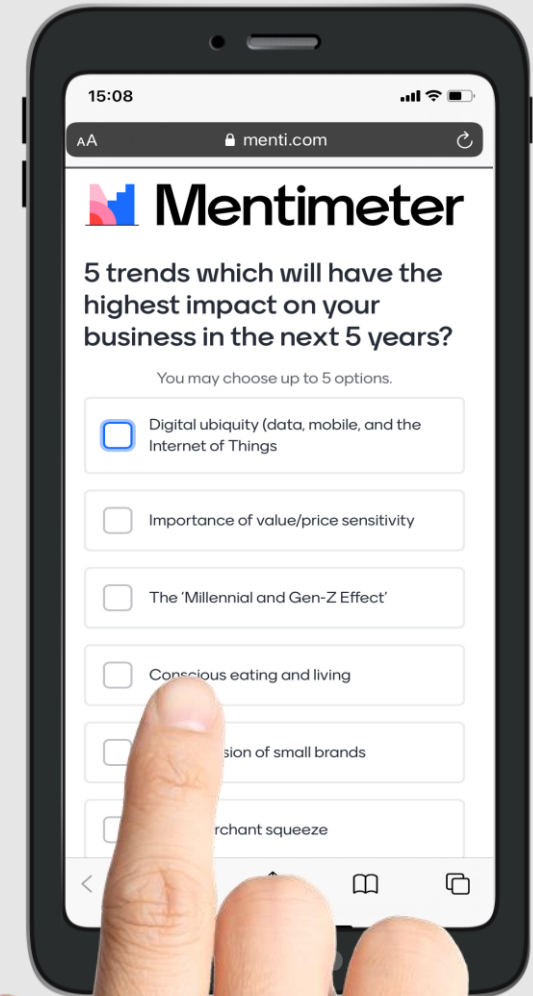 15:08
AA
menti.com
Mentimeter
5 trends which will have the
highest impact on your
business in the next 5 years?
You may choose up to 5 options.
Digital ubiquity (data, mobile, and the
Internet of Things
Importance of value/price sensitivity
The 'Millennial and Gen-Z Effect'
Conscious eating and living
of small brands
squeeze